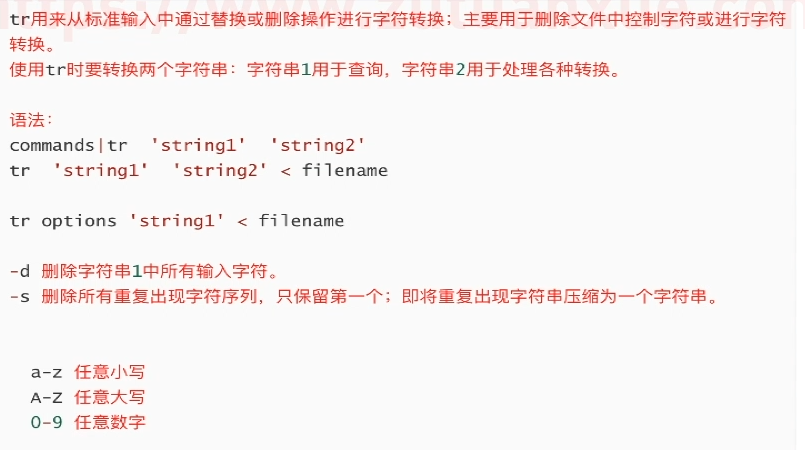 tr用来从标准输入中通过替换或删除操作进行字符转换；主要用于删除文件中控制字符或进行字符
转换。
使用tr时要转换两个字符串：字符串1用于查询，字符串2用于处理各种转换。
语法：
commands|tr  'string1'  'string2'
tr  'string1'  'string2' < filename
tr options 'string1' < filename
-d 删除字符串1中所有输入字符。
-s 删除所有重复出现字符序列，只保留第一个；即将重复出现字符串压缩为一个字符串。
a-z 任意小写
A-Z 任意大写
0-9 任意数字